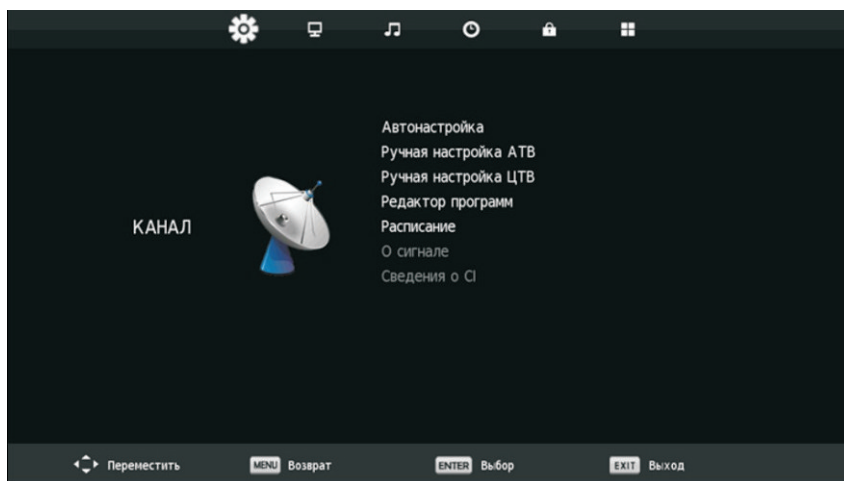 Автонастройка
Ручная настройка АТВ
Ручная настройка ЦТВ
Редактор программ
КАНАЛ
Расписание
О сигнале
Сведения о CI
Переместить
MENU Возврат
ENTER Выбор
EXIT Выход